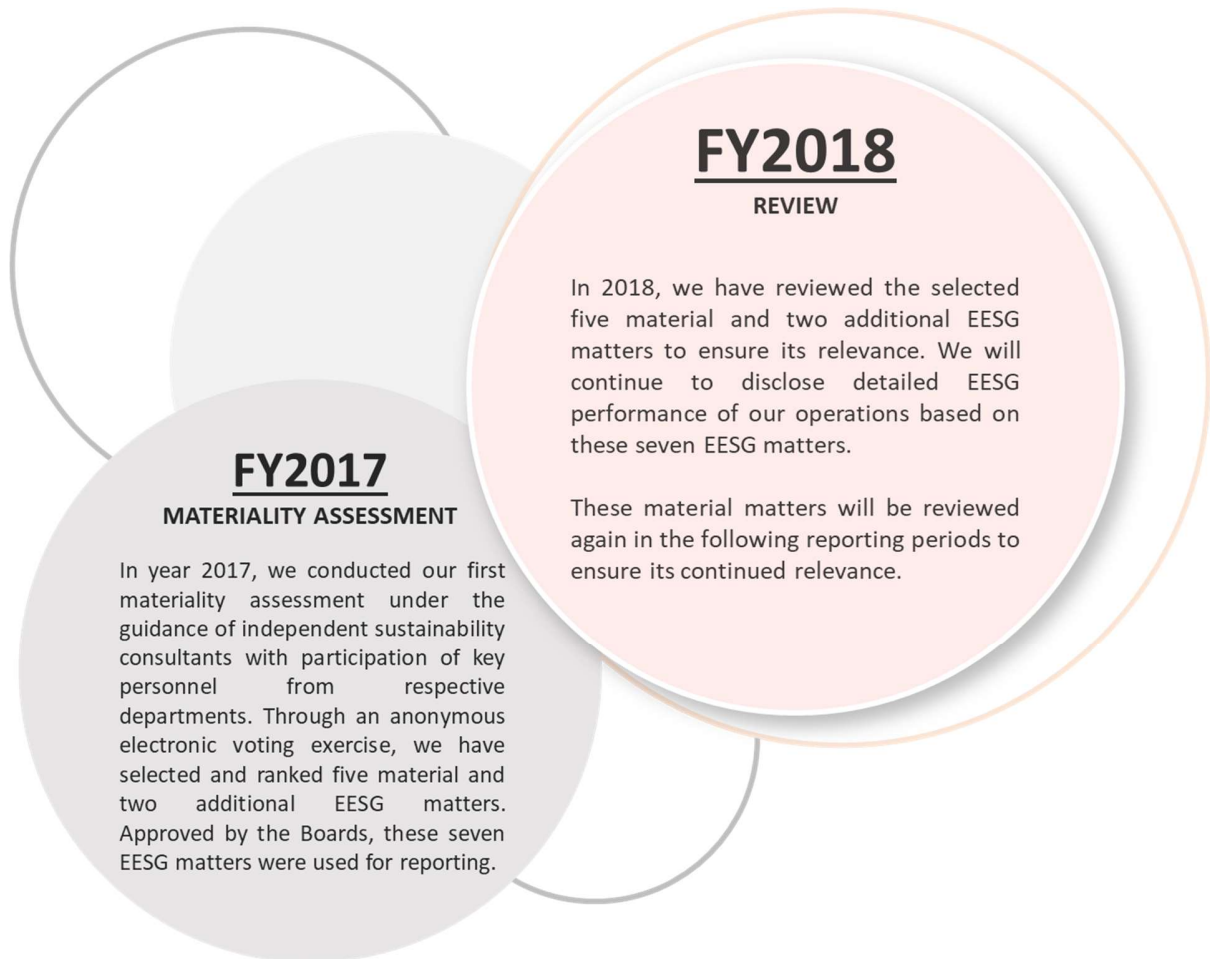 FY2018
REVIEW
In 2018, we have reviewed the selected
five material and two additional EESG
matters to ensure its relevance. We will
continue to disclose detailed EESG
performance of our operations based on
these seven EESG matters.
These material matters will be reviewed
again in the following reporting periods to
ensure its continued relevance.
FY2017
MATERIALITY ASSESSMENT
In year 2017, we conducted our first
materiality assessment under the
guidance of independent sustainability
consultants with participation of key
personnel from respective
departments. Through an anonymous
electronic voting exercise, we have
selected and ranked five material and
two additional EESG matters.
Approved by the Boards, these seven
EESG matters were used for reporting.